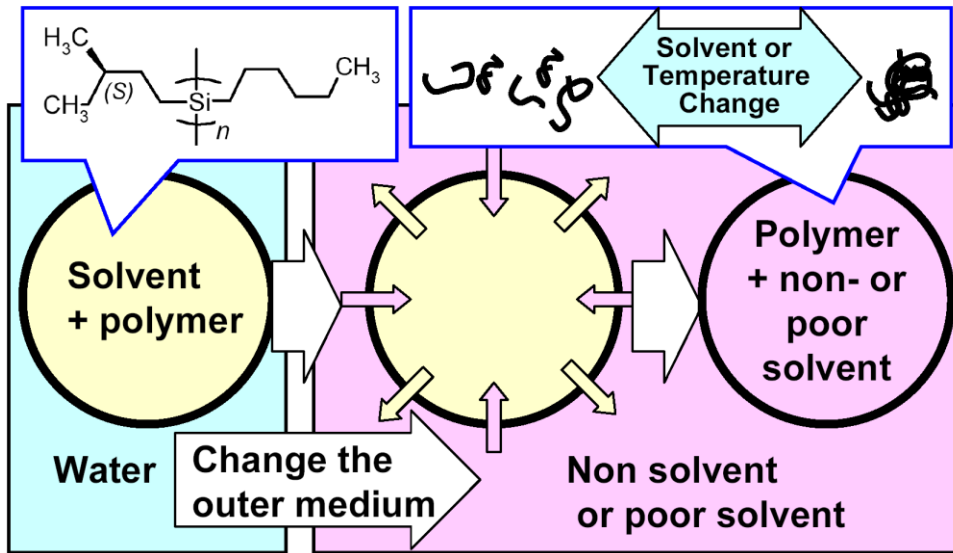 H₃C
(S)
CH₃
Si
n
CH₃
Solvent or
Temperature
Change
Solvent
+ polymer
Polymer
+ non- or
poor
solvent
Water
Change the
outer medium
Non solvent
or poor solvent